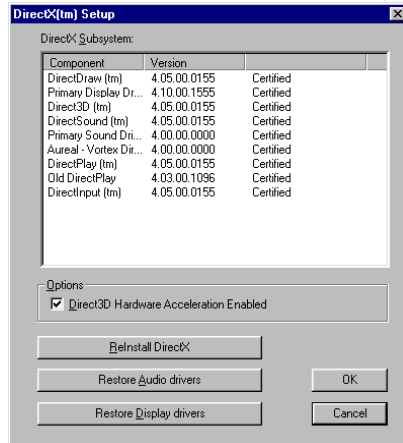 DirectX(tm) Setup
DirectX Subsystem:
Component Version
DirectDraw (tm) 4.05.00.0155 Certified
Primary Display Dr... 4.10.00.1555 Certified
Direct3D (tm) 4.05.00.0155 Certified
DirectSound (tm) 4.05.00.0155 Certified
Primary Sound Dri... 4.00.00.0000 Certified
Aureal - Vortex Dir... 4.00.00.0000 Certified
DirectPlay (tm) 4.05.00.0155 Certified
Old DirectPlay 4.03.00.1096 Certified
DirectInput (tm) 4.05.00.0155 Certified
Options
Direct3D Hardware Acceleration Enabled
ReInstall DirectX
Restore Audio drivers OK
Restore Display drivers Cancel